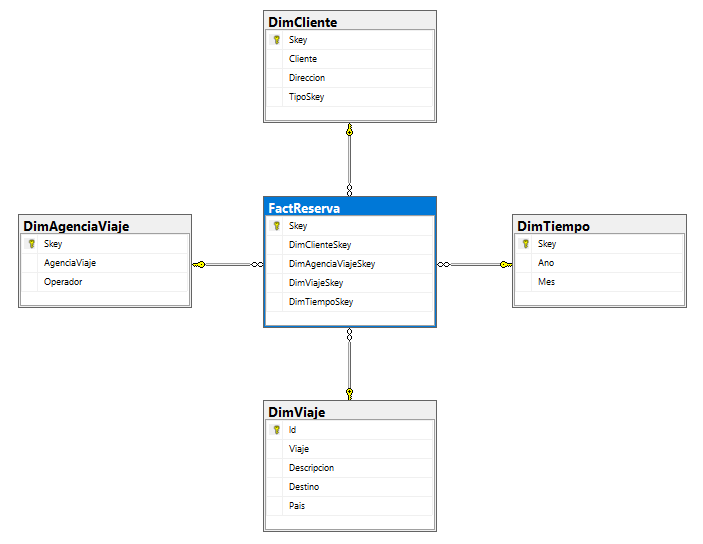 DimCliente
Skey
Cliente
Direccion
TipoSkey
DimAgenciaViaje
Skey
AgenciaViaje
Operador
FactReserva
Skey
DimClienteSkey
DimAgenciaViajeSkey
DimViajeSkey
DimTiempoSkey
DimTiempo
Skey
Ano
Mes
DimViaje
Id
Viaje
Descripcion
Destino
Pais